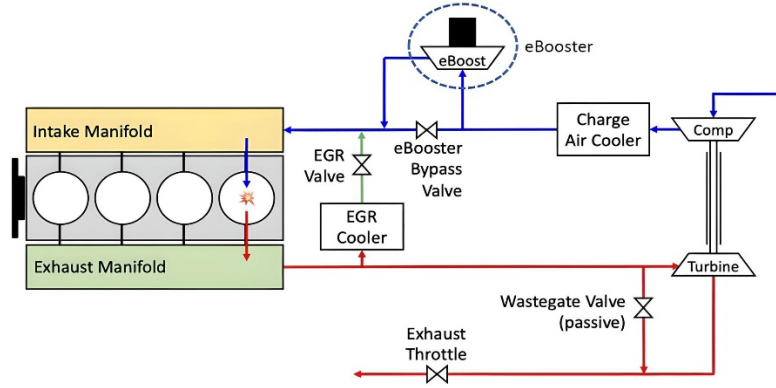 eBoost
eBooster
Intake Manifold
EGR
Valve
eBooster
Bypass
Valve
Charge
Air Cooler
Comp
EGR
Cooler
Exhaust Manifold
Turbine
Wastegate Valve
(passive)
Exhaust
Throttle